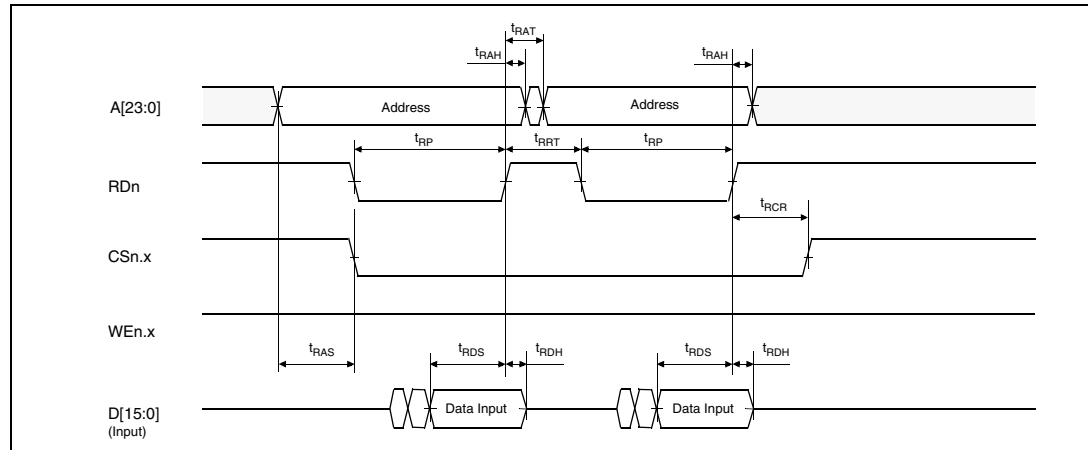 tRAT
tRAH
tRAH
A[23:0]
Address
Address
tRP
tRRT
tRP
RDn
tRCR
CSn.x
WEn.x
tRAS
tRDS
tRDH
tRDS
tRDH
D[15:0]
Data Input
Data Input
(Input)